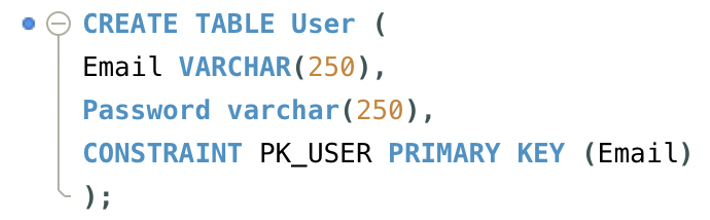 CREATE TABLE User (
Email VARCHAR(250),
Password varchar(250),
CONSTRAINT PK_USER PRIMARY KEY (Email)
);